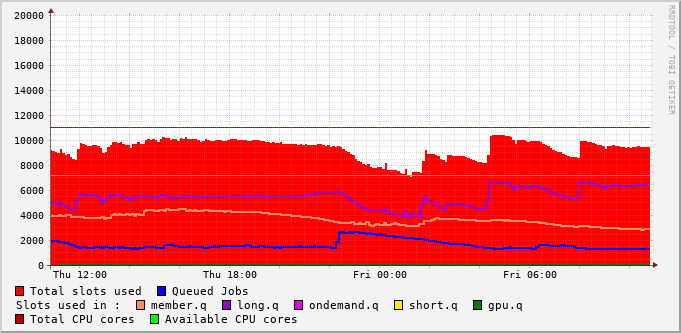 RRDTOOL / TOBI OETIKER
20000
18000
16000
14000
12000
10000
8000
6000
4000
2000
0
Thu 12:00 Thu 18:00 Fri 00:00 Fri 06:00
Total slots used Queued Jobs
Slots used in : member.q long.q ondemand.q short.q gpu.q
Total CPU cores Available CPU cores